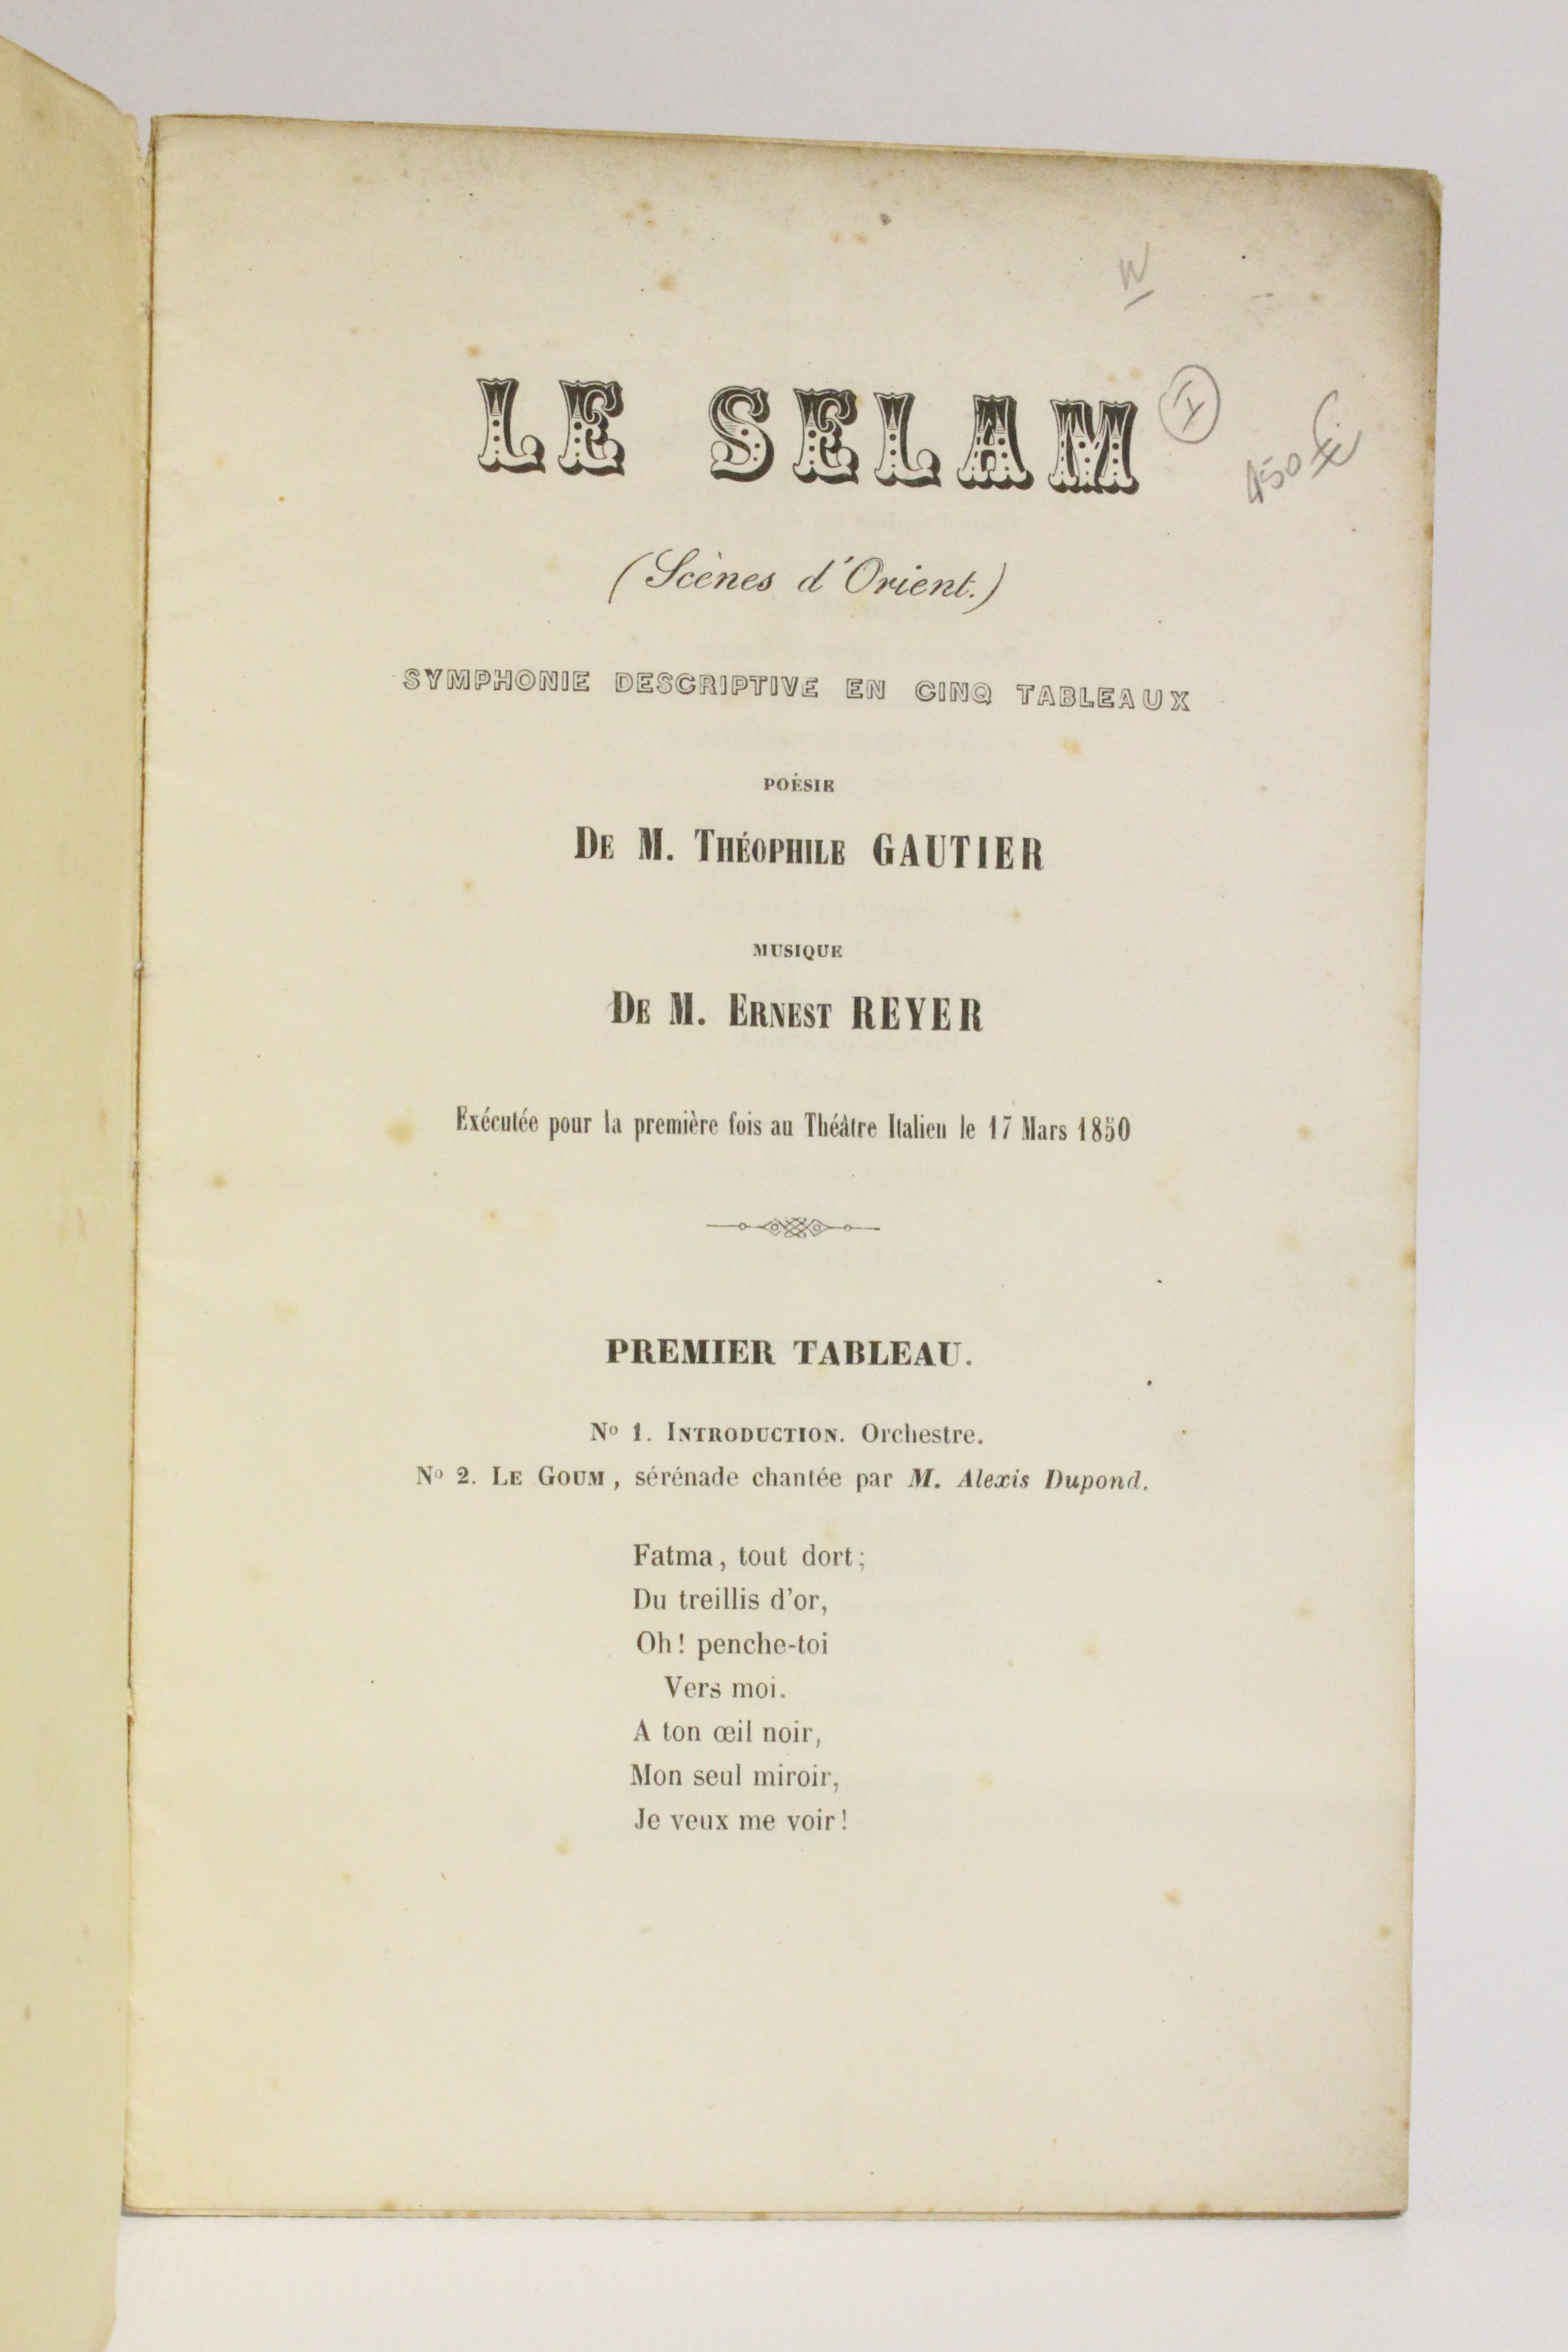 LE SELAM
(Scènes d'Orient.)
SYMPHONIE DESCRIPTIVE EN CINQ TABLEAUX
POÉSIE
DE M. THÉOPHILE GAUTIER
MUSIQUE
DE M. ERNEST REYER
Exécutée pour la première fois au Théâtre Italien le 17 Mars 1850
PREMIER TABLEAU.
No 1. INTRODUCTION. Orchestre.
No 2. LE GOUM, sérénade chantée par M. Alexis Dupond.
Fatma, tout dort;
Du treillis d'or,
Oh! penche-toi
Vers moi.
A ton œil noir,
Mon seul miroir,
Je veux me voir!
450